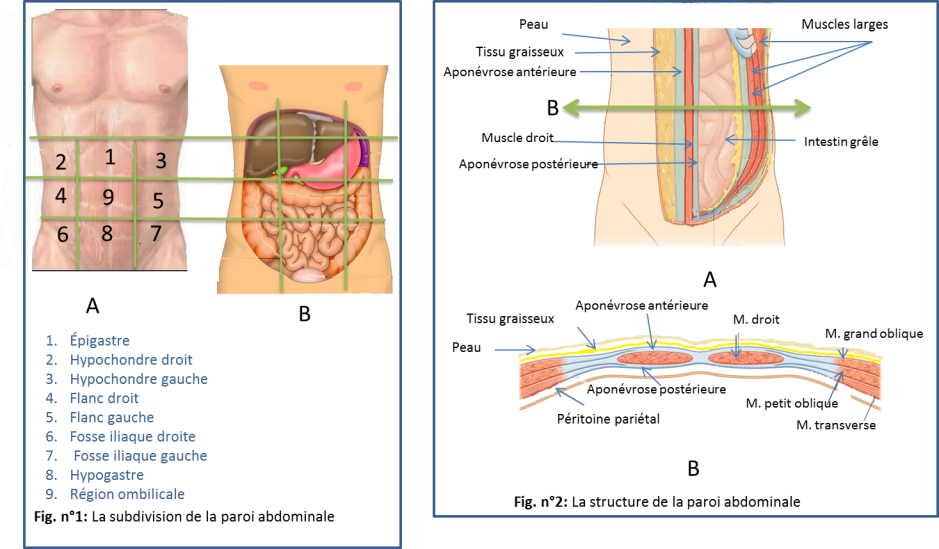 2
1
3
4
9
5
6
8
7
A
B
1. Épigastre
2. Hypochondre droit
3. Hypochondre gauche
4. Flanc droit
5. Flanc gauche
6. Fosse iliaque droite
7. Fosse iliaque gauche
8. Hypogastre
9. Région ombilicale
Fig. n°1: La subdivision de la paroi abdominale
Peau
Muscles larges
Tissu graisseux
Aponévrose antérieure
B
Muscle droit
Intestin grêle
Aponévrose postérieure
A
Aponévrose antérieure
Tissu graisseux
M. droit
Peau
M. grand oblique
Aponévrose postérieure
M. petit oblique
Péritoine pariétal
M. transverse
B
Fig. n°2: La structure de la paroi abdominale